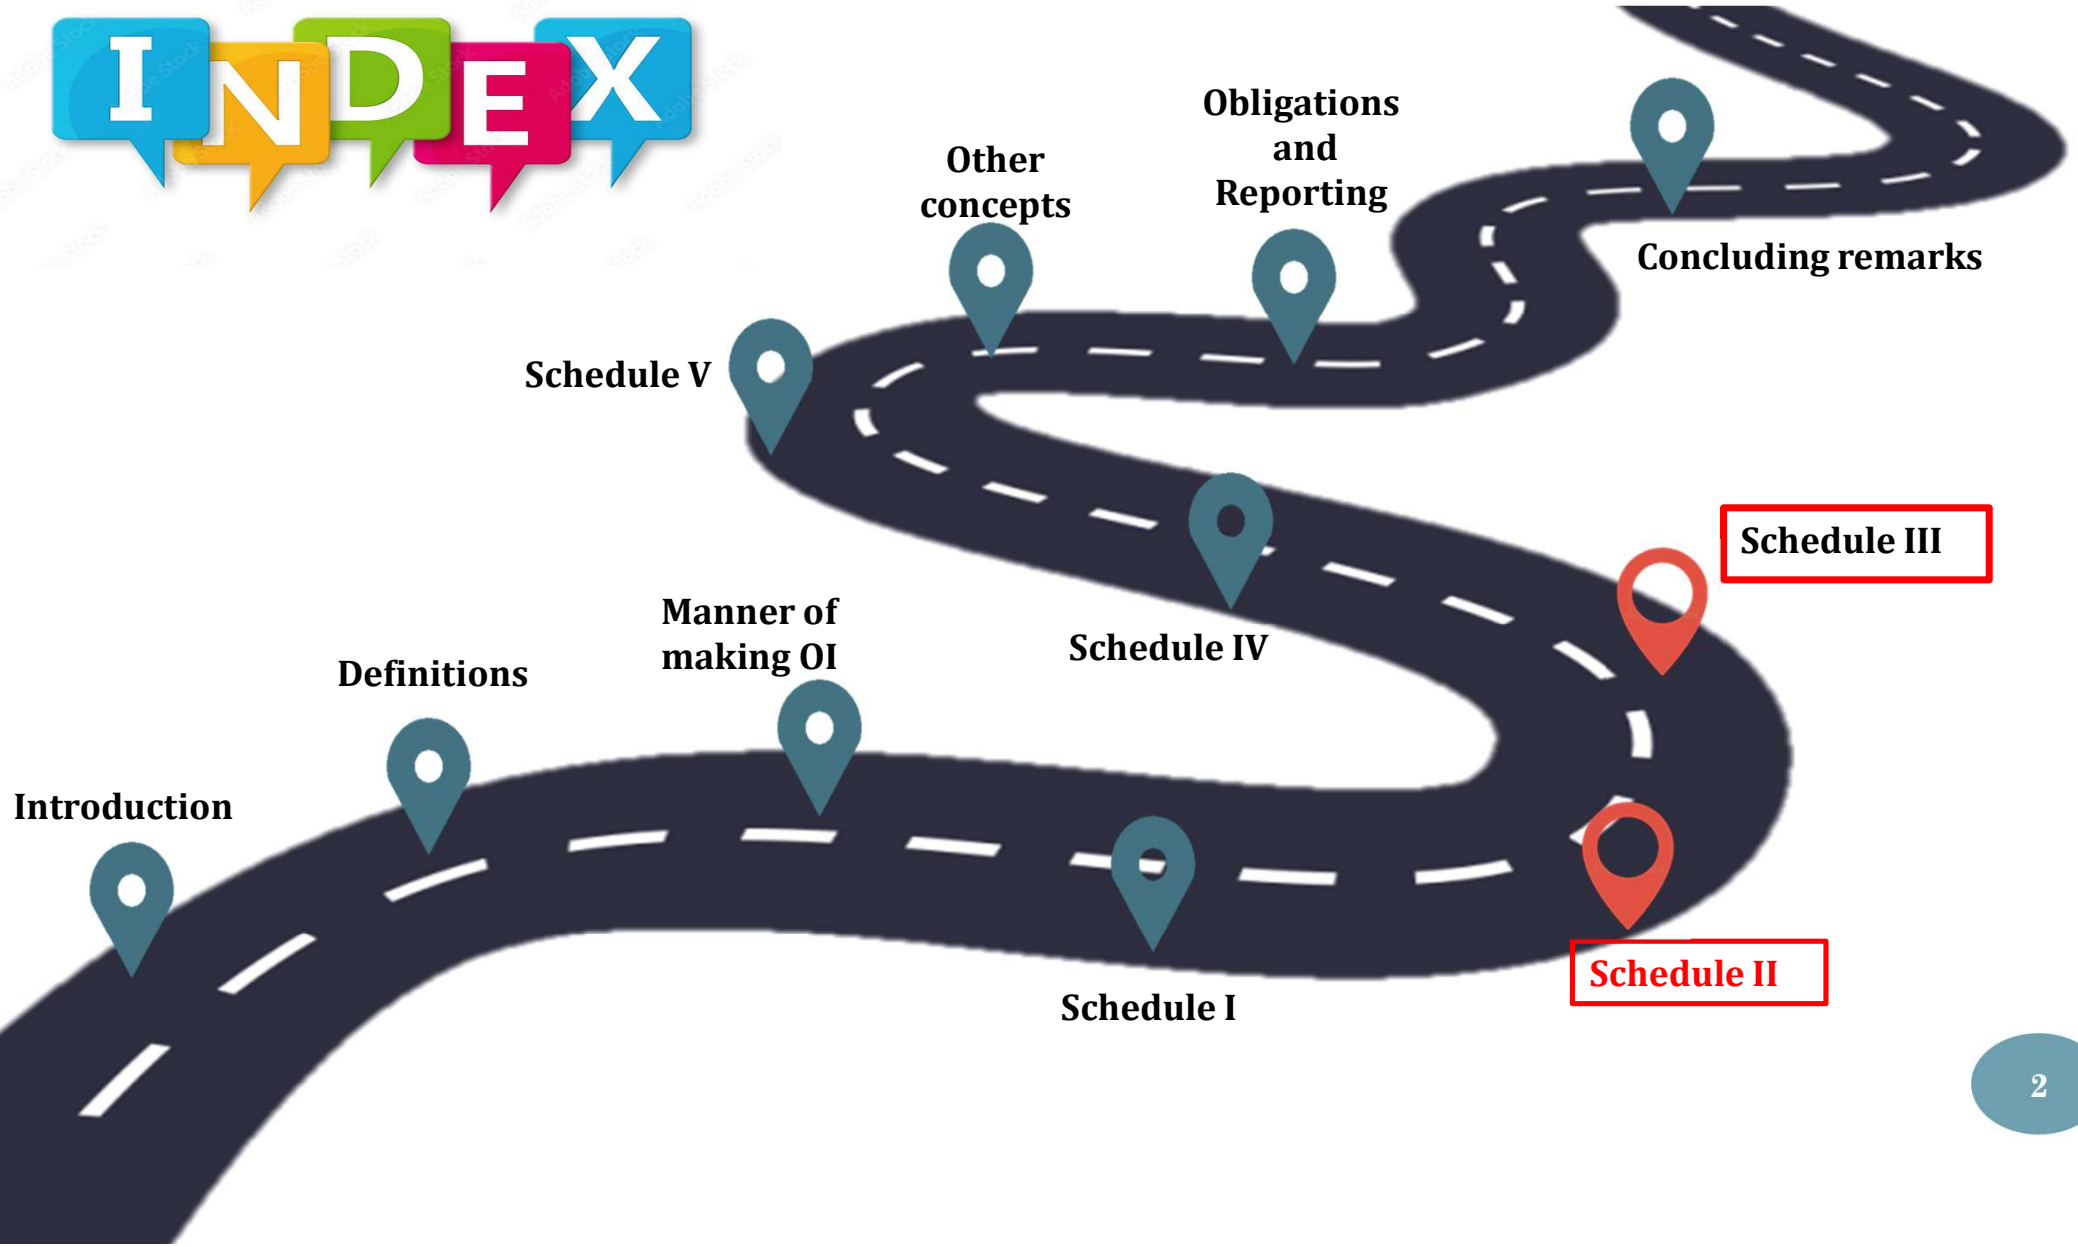 INDEX
Obligations
and
Reporting
Other
concepts
Concluding remarks
Schedule V
Schedule III
Manner of
making OI
Schedule IV
Definitions
Introduction
Schedule II
Schedule I
2